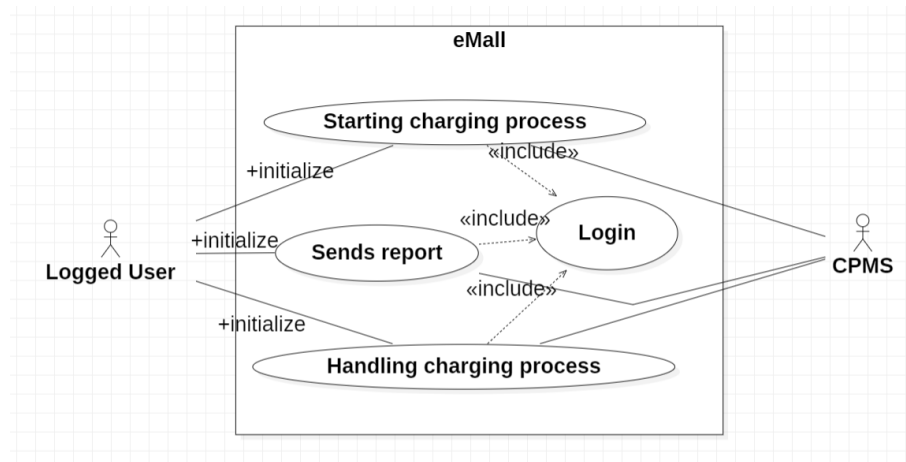 eMall
Starting charging process
«include»
+initialize
«include»
Login
+initialize
Sends report
Logged User
CPMS
«include»
+initialize
Handling charging process